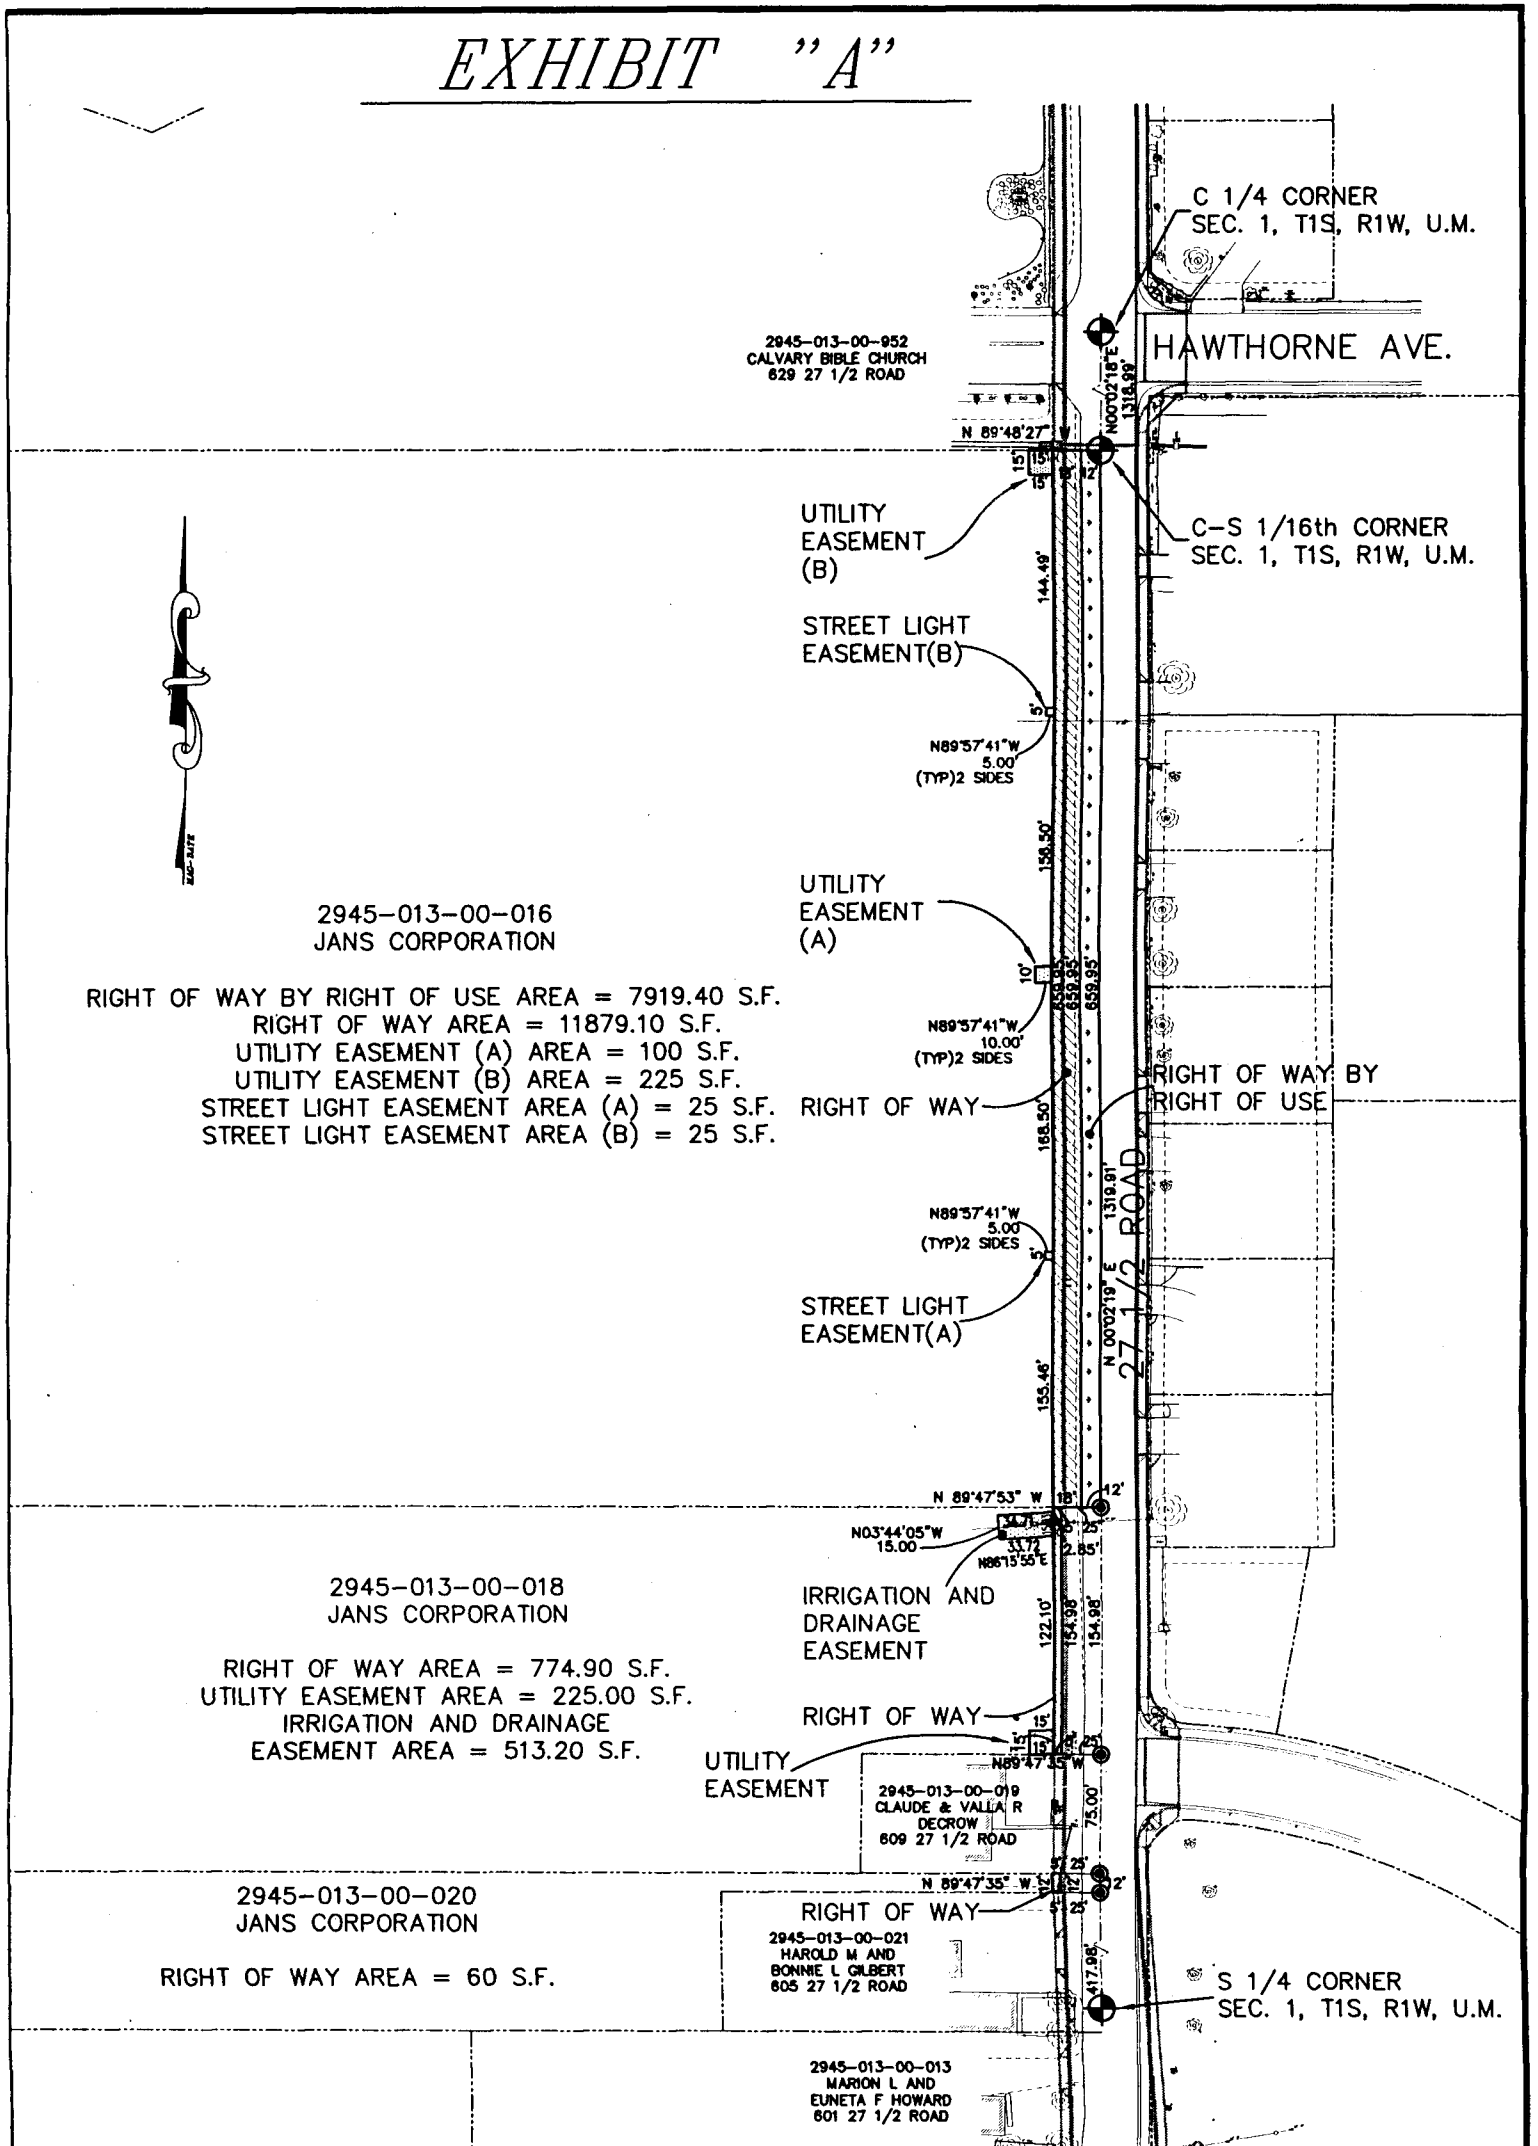 EXHIBIT "A"
C 1/4 CORNER
SEC. 1, T1S, R1W, U.M.
HAWTHORNE AVE.
2945-013-00-952
CALVARY BIBLE CHURCH
629 27 1/2 ROAD
N00°02'18"E
1318.99'
N 89°48'27" W
15'
15'
15'
12'
C-S 1/16th CORNER
SEC. 1, T1S, R1W, U.M.
UTILITY
EASEMENT
(B)
144.49'
STREET LIGHT
EASEMENT(B)
5'
N89°57'41"W
5.00'
(TYP)2 SIDES
158.50'
UTILITY
EASEMENT
(A)
10'
659.95'
659.95'
659.95'
N89°57'41"W
10.00'
(TYP)2 SIDES
2945-013-00-016
JANS CORPORATION
RIGHT OF WAY BY RIGHT OF USE AREA = 7919.40 S.F.
RIGHT OF WAY AREA = 11879.10 S.F.
UTILITY EASEMENT (A) AREA = 100 S.F.
UTILITY EASEMENT (B) AREA = 225 S.F.
STREET LIGHT EASEMENT AREA (A) = 25 S.F.
STREET LIGHT EASEMENT AREA (B) = 25 S.F.
RIGHT OF WAY
RIGHT OF WAY BY
RIGHT OF USE
168.50'
N89°57'41"W
5.00
(TYP)2 SIDES
5'
1319.91'
N 00°02'19" E
27 1/2 ROAD
STREET LIGHT
EASEMENT(A)
155.46'
N 89°47'53" W
18'
12'
N03°44'05"W
15.00
34.71
25'
33.72
N86°15'55"E
2.85'
IRRIGATION AND
DRAINAGE
EASEMENT
122.10'
154.98'
154.98'
2945-013-00-018
JANS CORPORATION
RIGHT OF WAY AREA = 774.90 S.F.
UTILITY EASEMENT AREA = 225.00 S.F.
IRRIGATION AND DRAINAGE
EASEMENT AREA = 513.20 S.F.
RIGHT OF WAY
15'
15'
15'
25'
N89°47'35" W
UTILITY
EASEMENT
2945-013-00-019
CLAUDE & VALLA R
DECROW
609 27 1/2 ROAD
75.00'
5'
25'
N 89°47'35" W
12'
12'
12'
5'
25'
RIGHT OF WAY
2945-013-00-020
JANS CORPORATION
RIGHT OF WAY AREA = 60 S.F.
2945-013-00-021
HAROLD M AND
BONNIE L GILBERT
605 27 1/2 ROAD
417.98'
S 1/4 CORNER
SEC. 1, T1S, R1W, U.M.
2945-013-00-013
MARION L AND
EUNETA F HOWARD
601 27 1/2 ROAD